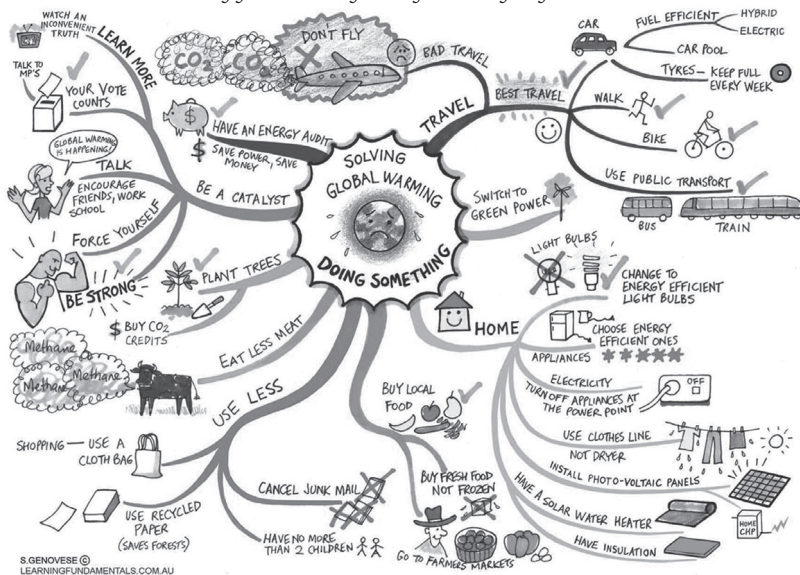 WATCH AN
INCONVENIENT
TRUTH
LEARN MORE
TALK TO
MP'S
YOUR VOTE
COUNTS
GLOBAL WARMING
IS HAPPENING!
TALK
ENCOURAGE
FRIENDS, WORK
SCHOOL
FORCE YOURSELF
BE STRONG
BE A CATALYST
CO2
CO2
DON'T FLY
BAD TRAVEL
$
HAVE AN ENERGY AUDIT
$ SAVE POWER, SAVE
MONEY
SOLVING
GLOBAL WARMING
DOING SOMETHING
TRAVEL
BEST TRAVEL
CAR
FUEL EFFICIENT
HYBRID
ELECTRIC
CAR POOL
TYRES — KEEP FULL
EVERY WEEK
WALK
BIKE
USE PUBLIC TRANSPORT
BUS
TRAIN
SWITCH TO
GREEN POWER
LIGHT BULBS
CHANGE TO
ENERGY EFFICIENT
LIGHT BULBS
HOME
CHOOSE ENERGY
EFFICIENT ONES
APPLIANCES
ELECTRICITY
TURN OFF APPLIANCES AT
THE POWER POINT
OFF
USE CLOTHES LINE
NOT DRYER
INSTALL PHOTO-VOLTAIC PANELS
HOME
CHP
HAVE A SOLAR WATER HEATER
HAVE INSULATION
PLANT TREES
$ BUY CO2
CREDITS
EAT LESS MEAT
Methane
Methane
Methane
USE LESS
SHOPPING — USE A
CLOTH BAG
USE RECYCLED
PAPER
(SAVES FORESTS)
CANCEL JUNK MAIL
HAVE NO MORE
THAN 2 CHILDREN
BUY LOCAL
FOOD
BUY FRESH FOOD
NOT FROZEN
GO TO FARMERS MARKETS
S.GENOVESE ©
LEARNINGFUNDAMENTALS.COM.AU